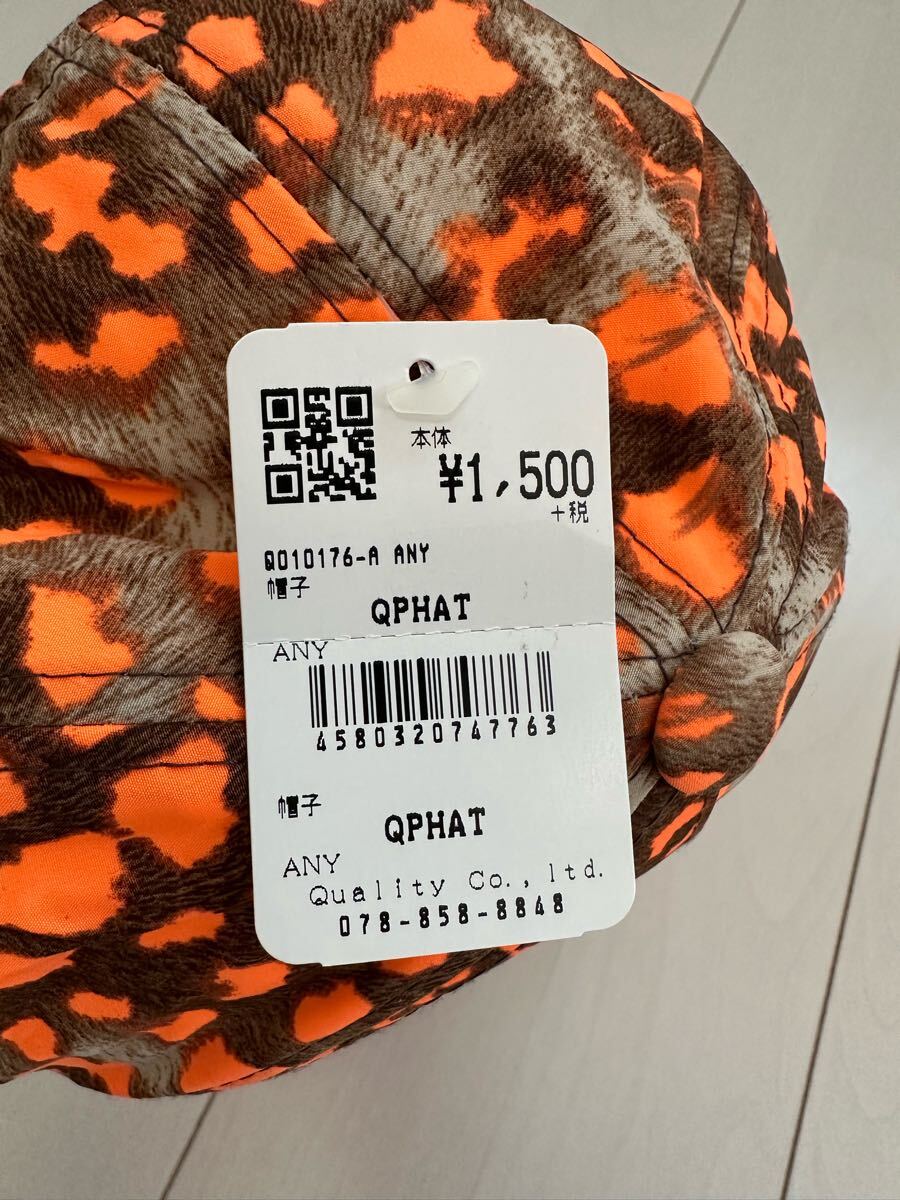 本体
¥1,500
+税
Q010176-A ANY
帽子
QPHAT
ANY
4580320747763
帽子
QPHAT
ANY
Quality Co.,ltd.
078-858-8848